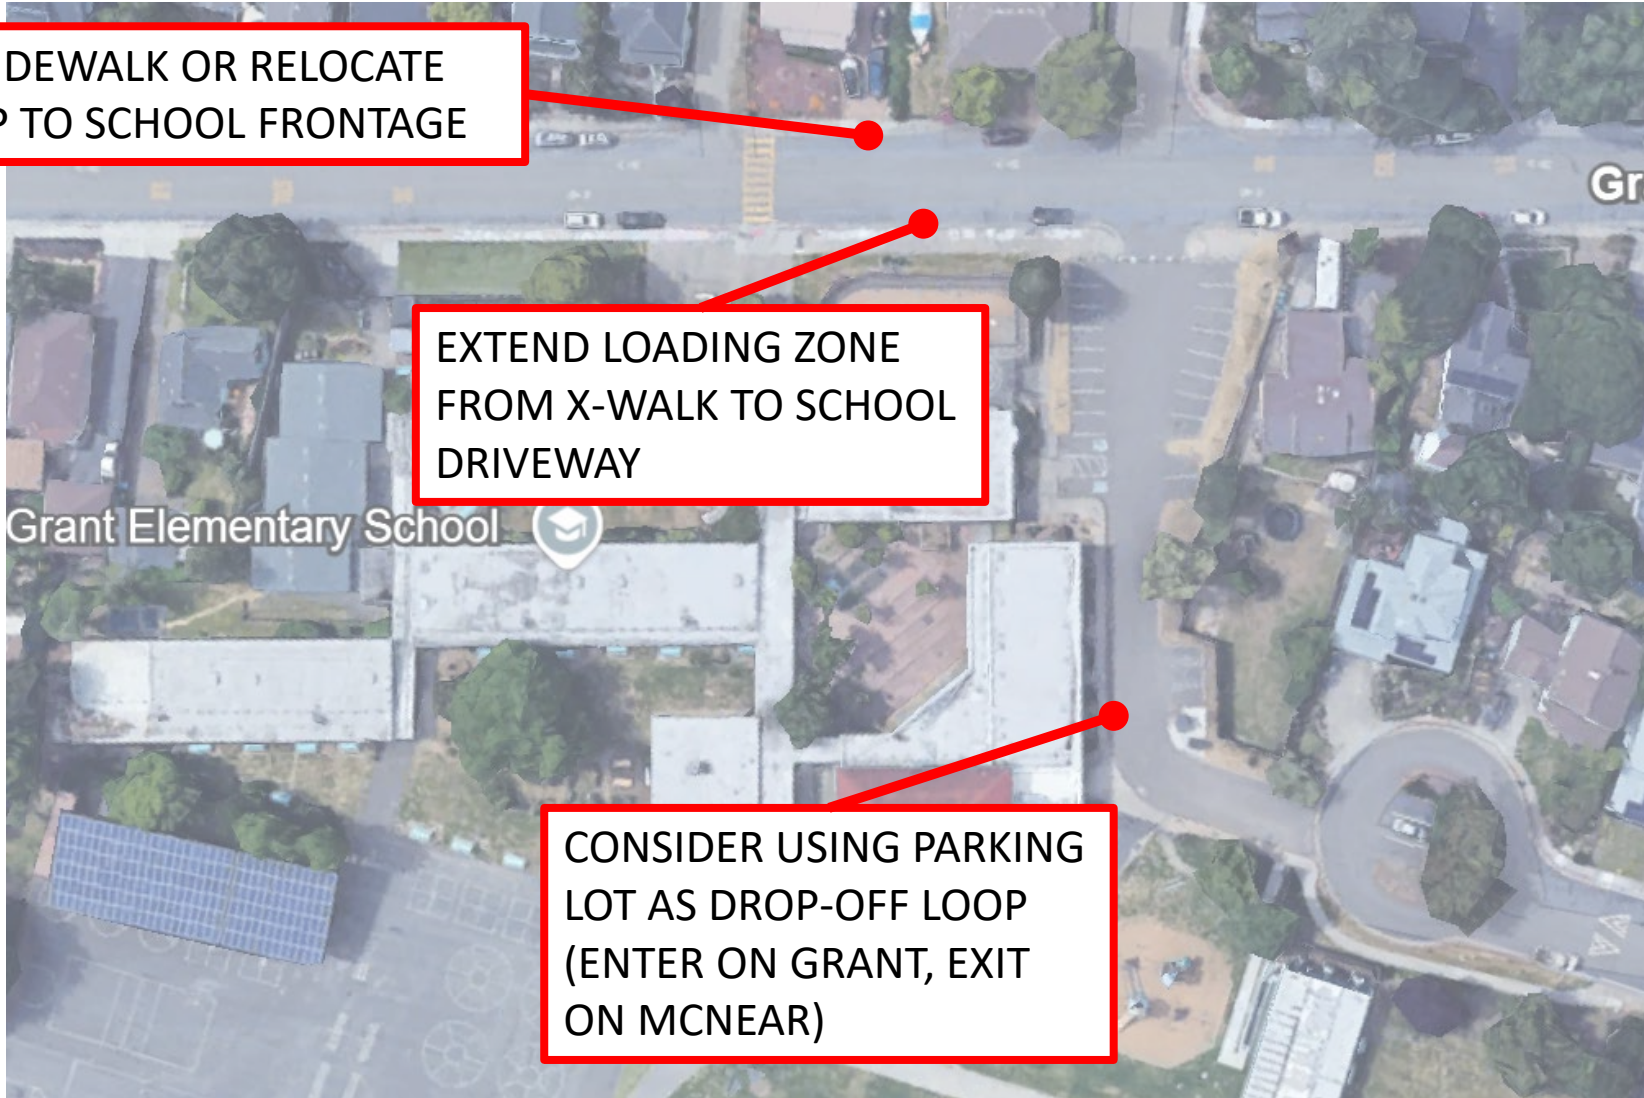 DEWALK OR RELOCATE
P TO SCHOOL FRONTAGE
Gr
EXTEND LOADING ZONE
FROM X-WALK TO SCHOOL
DRIVEWAY
Grant Elementary School
CONSIDER USING PARKING
LOT AS DROP-OFF LOOP
(ENTER ON GRANT, EXIT
ON MCNEAR)